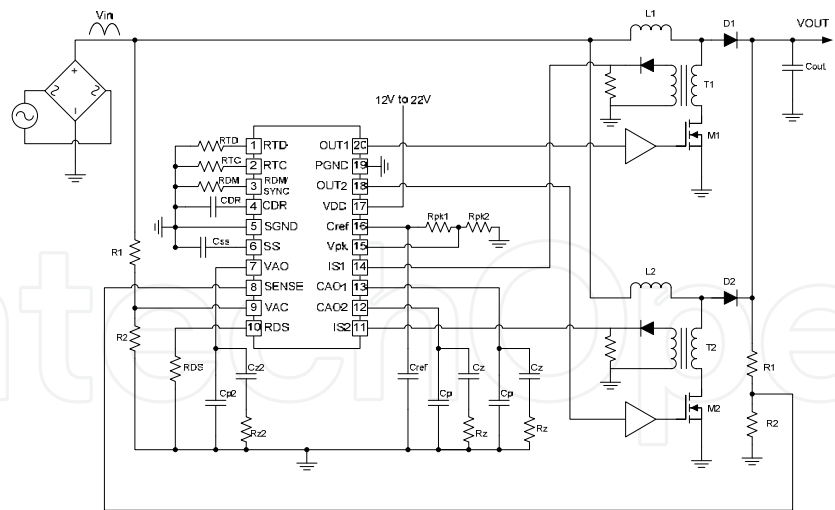 Vin
L1
D1
VOUT
Cout
T1
M1
12V to 22V
RTD
RTC
RDM
CDR
Css
1 RTD
2 RTC
3 RDM/
SYNC
4 CDR
5 SGND
6 SS
7 VAO
8 SENSE
9 VAC
10 RDS
OUT1 20
PGND 19
OUT2 18
VDC 17
Cref 16
Vpk 15
IS1 14
CAO1 13
CAO2 12
IS2 11
Rpk1
Rpk2
R1
R2
L2
D2
T2
M2
R1
R2
RDS
Cz2
Cp2
Rz2
Cref
Cp
Cz
Rz
Cp
Cz
Rz
ntechOpe